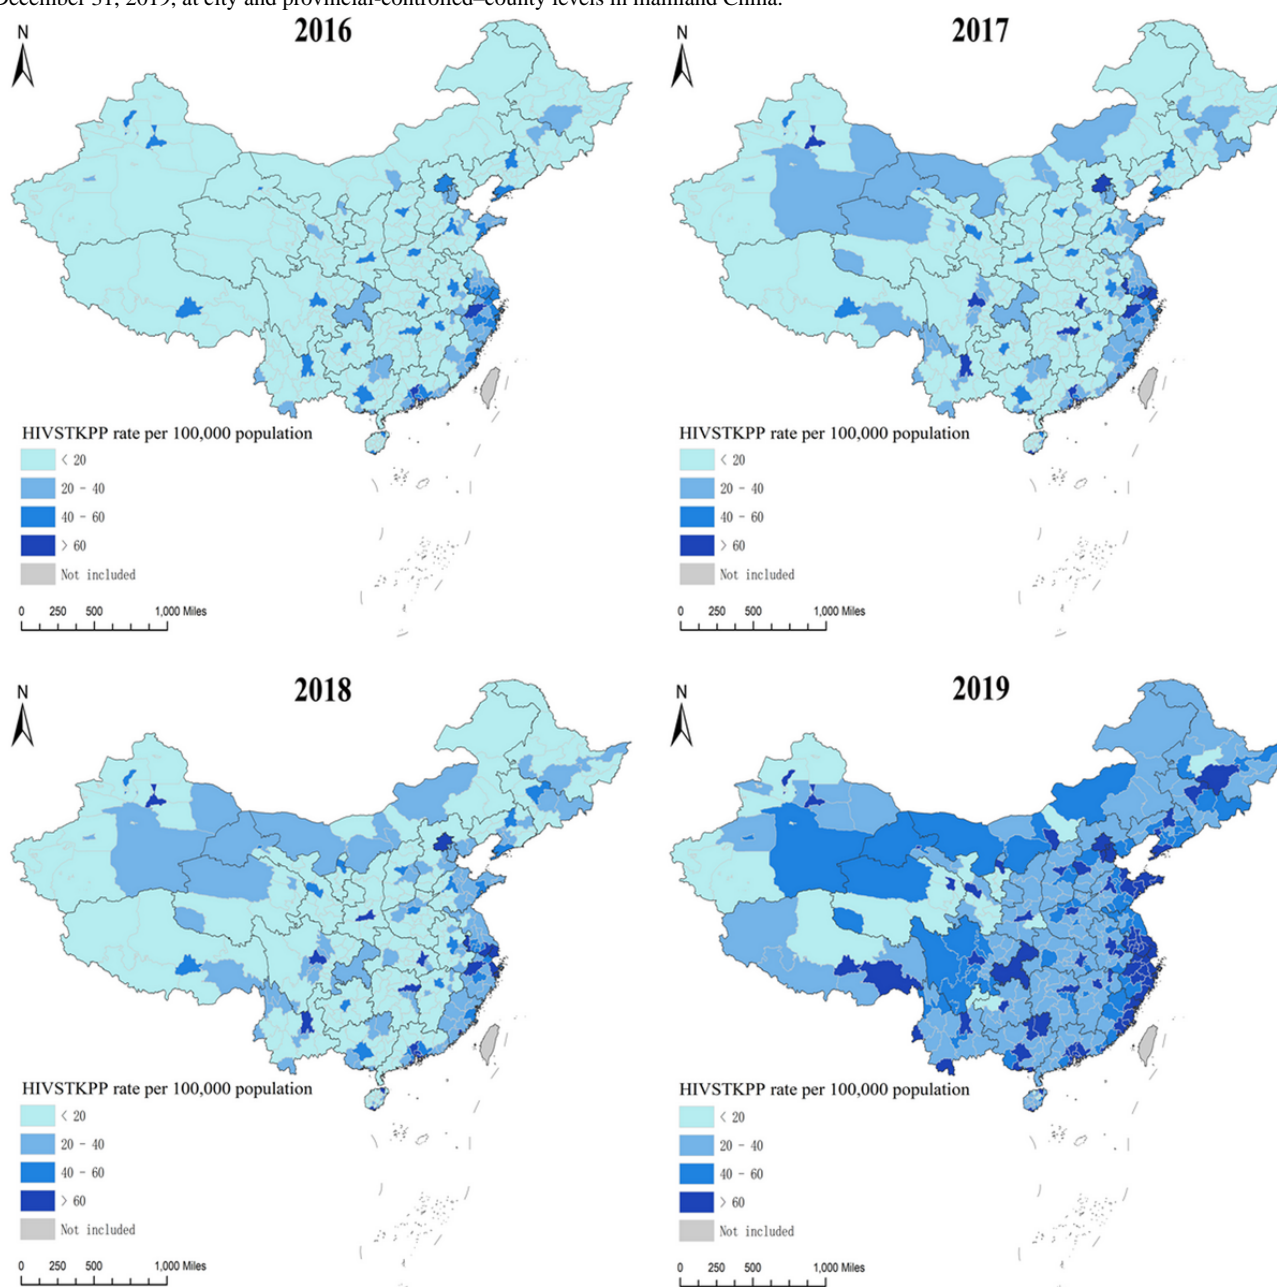 December 31, 2019, at city and provincial-controlled–county levels in mainland China.
2016
N
HIVSTKPP rate per 100,000 population
< 20
20 - 40
40 - 60
> 60
Not included
0 250 500 1,000 Miles
2017
N
HIVSTKPP rate per 100,000 population
< 20
20 - 40
40 - 60
> 60
Not included
0 250 500 1,000 Miles
2018
N
HIVSTKPP rate per 100,000 population
< 20
20 - 40
40 - 60
> 60
Not included
0 250 500 1,000 Miles
2019
N
HIVSTKPP rate per 100,000 population
< 20
20 - 40
40 - 60
> 60
Not included
0 250 500 1,000 Miles